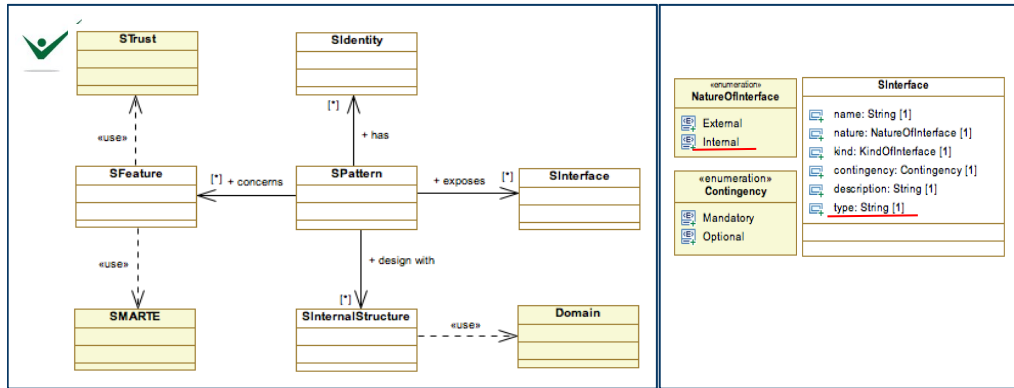 STrust
SIdentity
[*]
+ has
«use»
SFeature
[*] + concerns
SPattern
+ exposes
[*]
SInterface
«use»
+ design with
[*]
SMARTE
SInternalStructure
«use»
Domain
«enumeration»
NatureOfInterface
External
Internal
«enumeration»
Contingency
Mandatory
Optional
SInterface
name: String [1]
nature: NatureOfInterface [1]
kind: KindOfInterface [1]
contingency: Contingency [1]
description: String [1]
type: String [1]